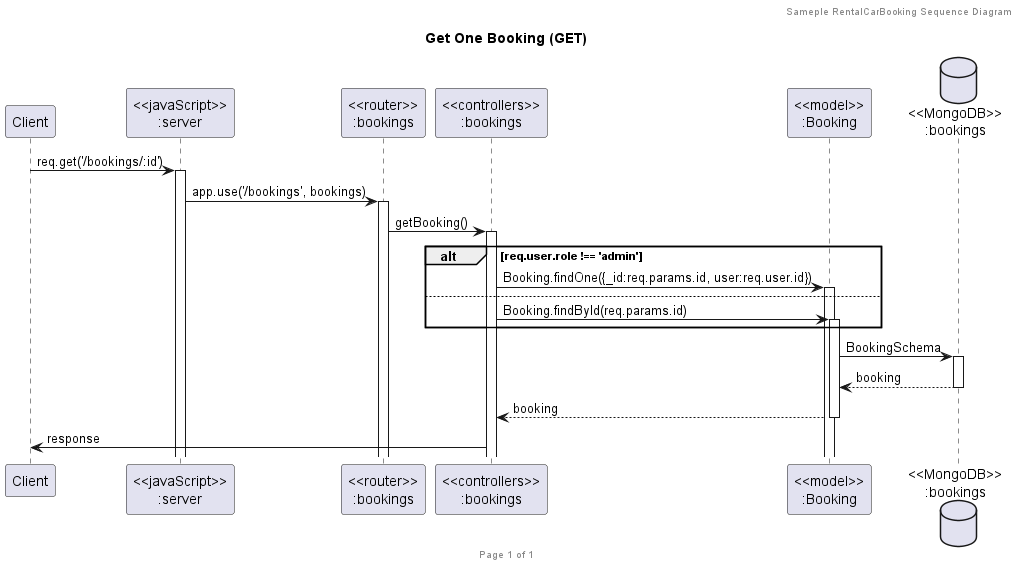 Sameple RentalCarBooking Sequence Diagram
Get One Booking (GET)
Client
<<javaScript>>
:server
<<router>>
:bookings
<<controllers>>
:bookings
<<model>>
:Booking
<<MongoDB>>
:bookings
req.get('/bookings/:id')
app.use('/bookings', bookings)
getBooking()
alt
[req.user.role !== 'admin']
Booking.findOne({_id:req.params.id, user:req.user.id})
Booking.findById(req.params.id)
BookingSchema
booking
booking
response
Client
<<javaScript>>
:server
<<router>>
:bookings
<<controllers>>
:bookings
<<model>>
:Booking
<<MongoDB>>
:bookings
Page 1 of 1